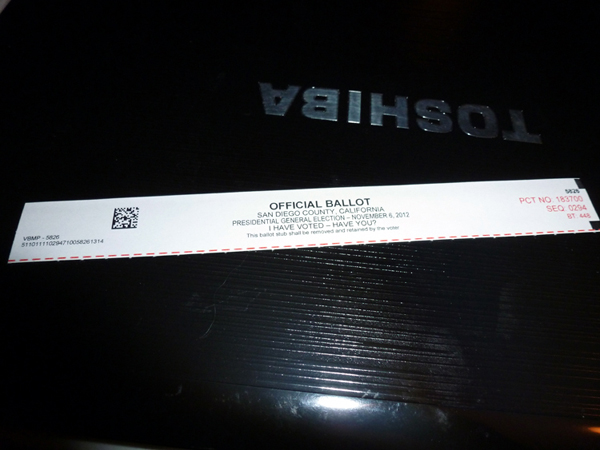 TOSHIBA
OFFICIAL BALLOT
SAN DIEGO COUNTY, CALIFORNIA
PRESIDENTIAL GENERAL ELECTION – NOVEMBER 6, 2012
I HAVE VOTED – HAVE YOU?
This ballot stub shall be removed and retained by the voter
VBMP - 5826
511011110294710058261314
5826
PCT NO. 183700
SEQ: 0294
BT: 448